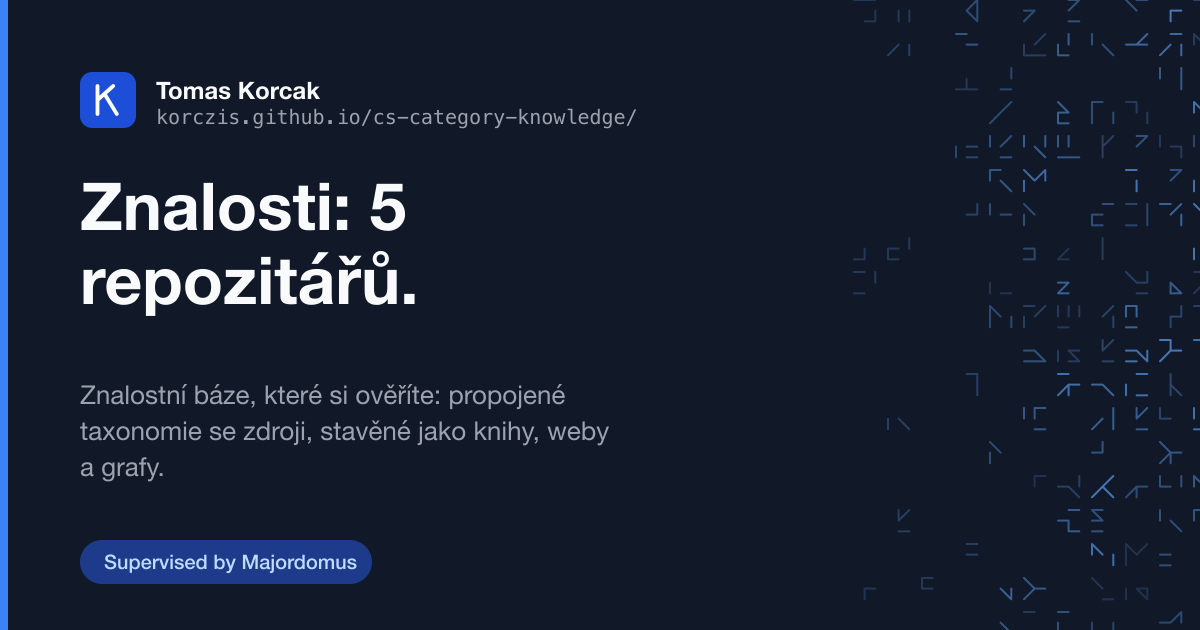 Tomas Korcak
korczis.github.io/cs-category-knowledge/
Znalosti: 5
repozitářů.
Znalostní báze, které si ověříte: propojené
taxonomie se zdroji, stavěné jako knihy, weby
a grafy.
Supervised by Majordomus